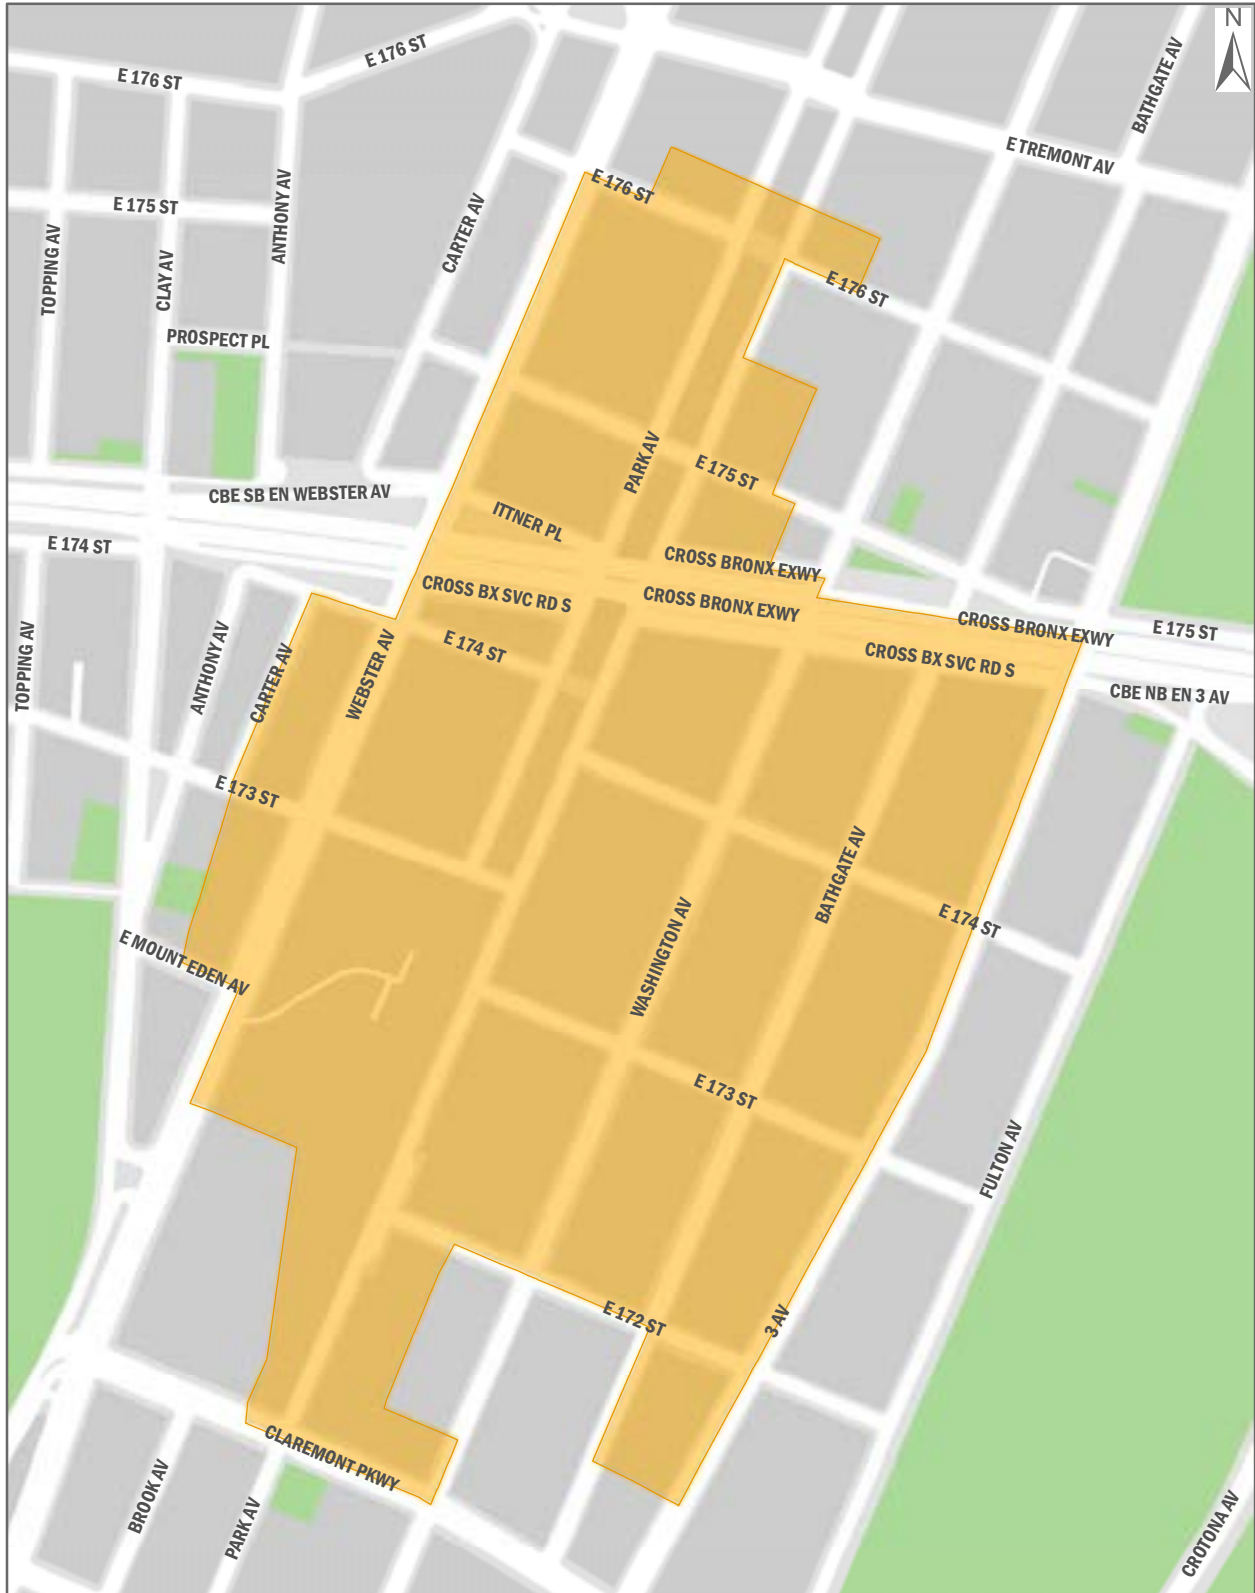 N
E 176 ST
E 176 ST
BATHGATE AV
E TREMONT AV
E 176 ST
E 175 ST
ANTHONY AV
CARTER AV
TOPPING AV
CLAY AV
E 176 ST
PROSPECT PL
PARK AV
E 175 ST
CBE SB EN WEBSTER AV
ITTNER PL
E 174 ST
CROSS BRONX EXWY
CROSS BX SVC RD S
CROSS BRONX EXWY
CROSS BRONX EXWY
E 175 ST
E 174 ST
CROSS BX SVC RD S
TOPPING AV
ANTHONY AV
CARTER AV
WEBSTER AV
CBE NB EN 3 AV
E 173 ST
BATHGATE AV
E 174 ST
WASHINGTON AV
E MOUNT EDEN AV
E 173 ST
FULTON AV
E 172 ST
3 AV
CLAREMONT PKWY
BROOK AV
PARK AV
CROTONA AV